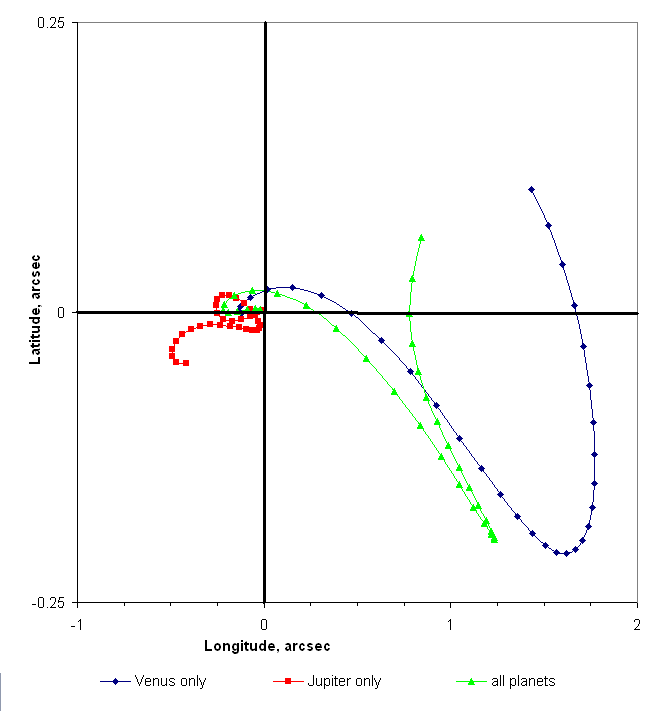 0.25
Latitude, arcsec
0
-0.25
-1
0
1
2
Longitude, arcsec
Venus only
Jupiter only
all planets